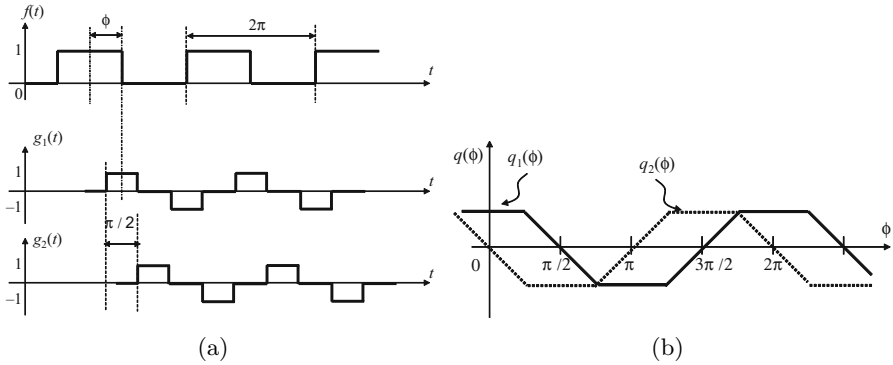 f(t)
ϕ
2π
1
0
t
g₁(t)
1
−1
t
π / 2
g₂(t)
1
−1
t
(a)
q(ϕ)
q₁(ϕ)
q₂(ϕ)
ϕ
0
π /2
π
3π /2
2π
(b)